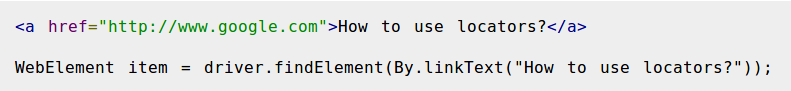 <a href="http://www.google.com">How to use locators?</a>
WebElement item = driver.findElement(By.linkText("How to use locators?"));